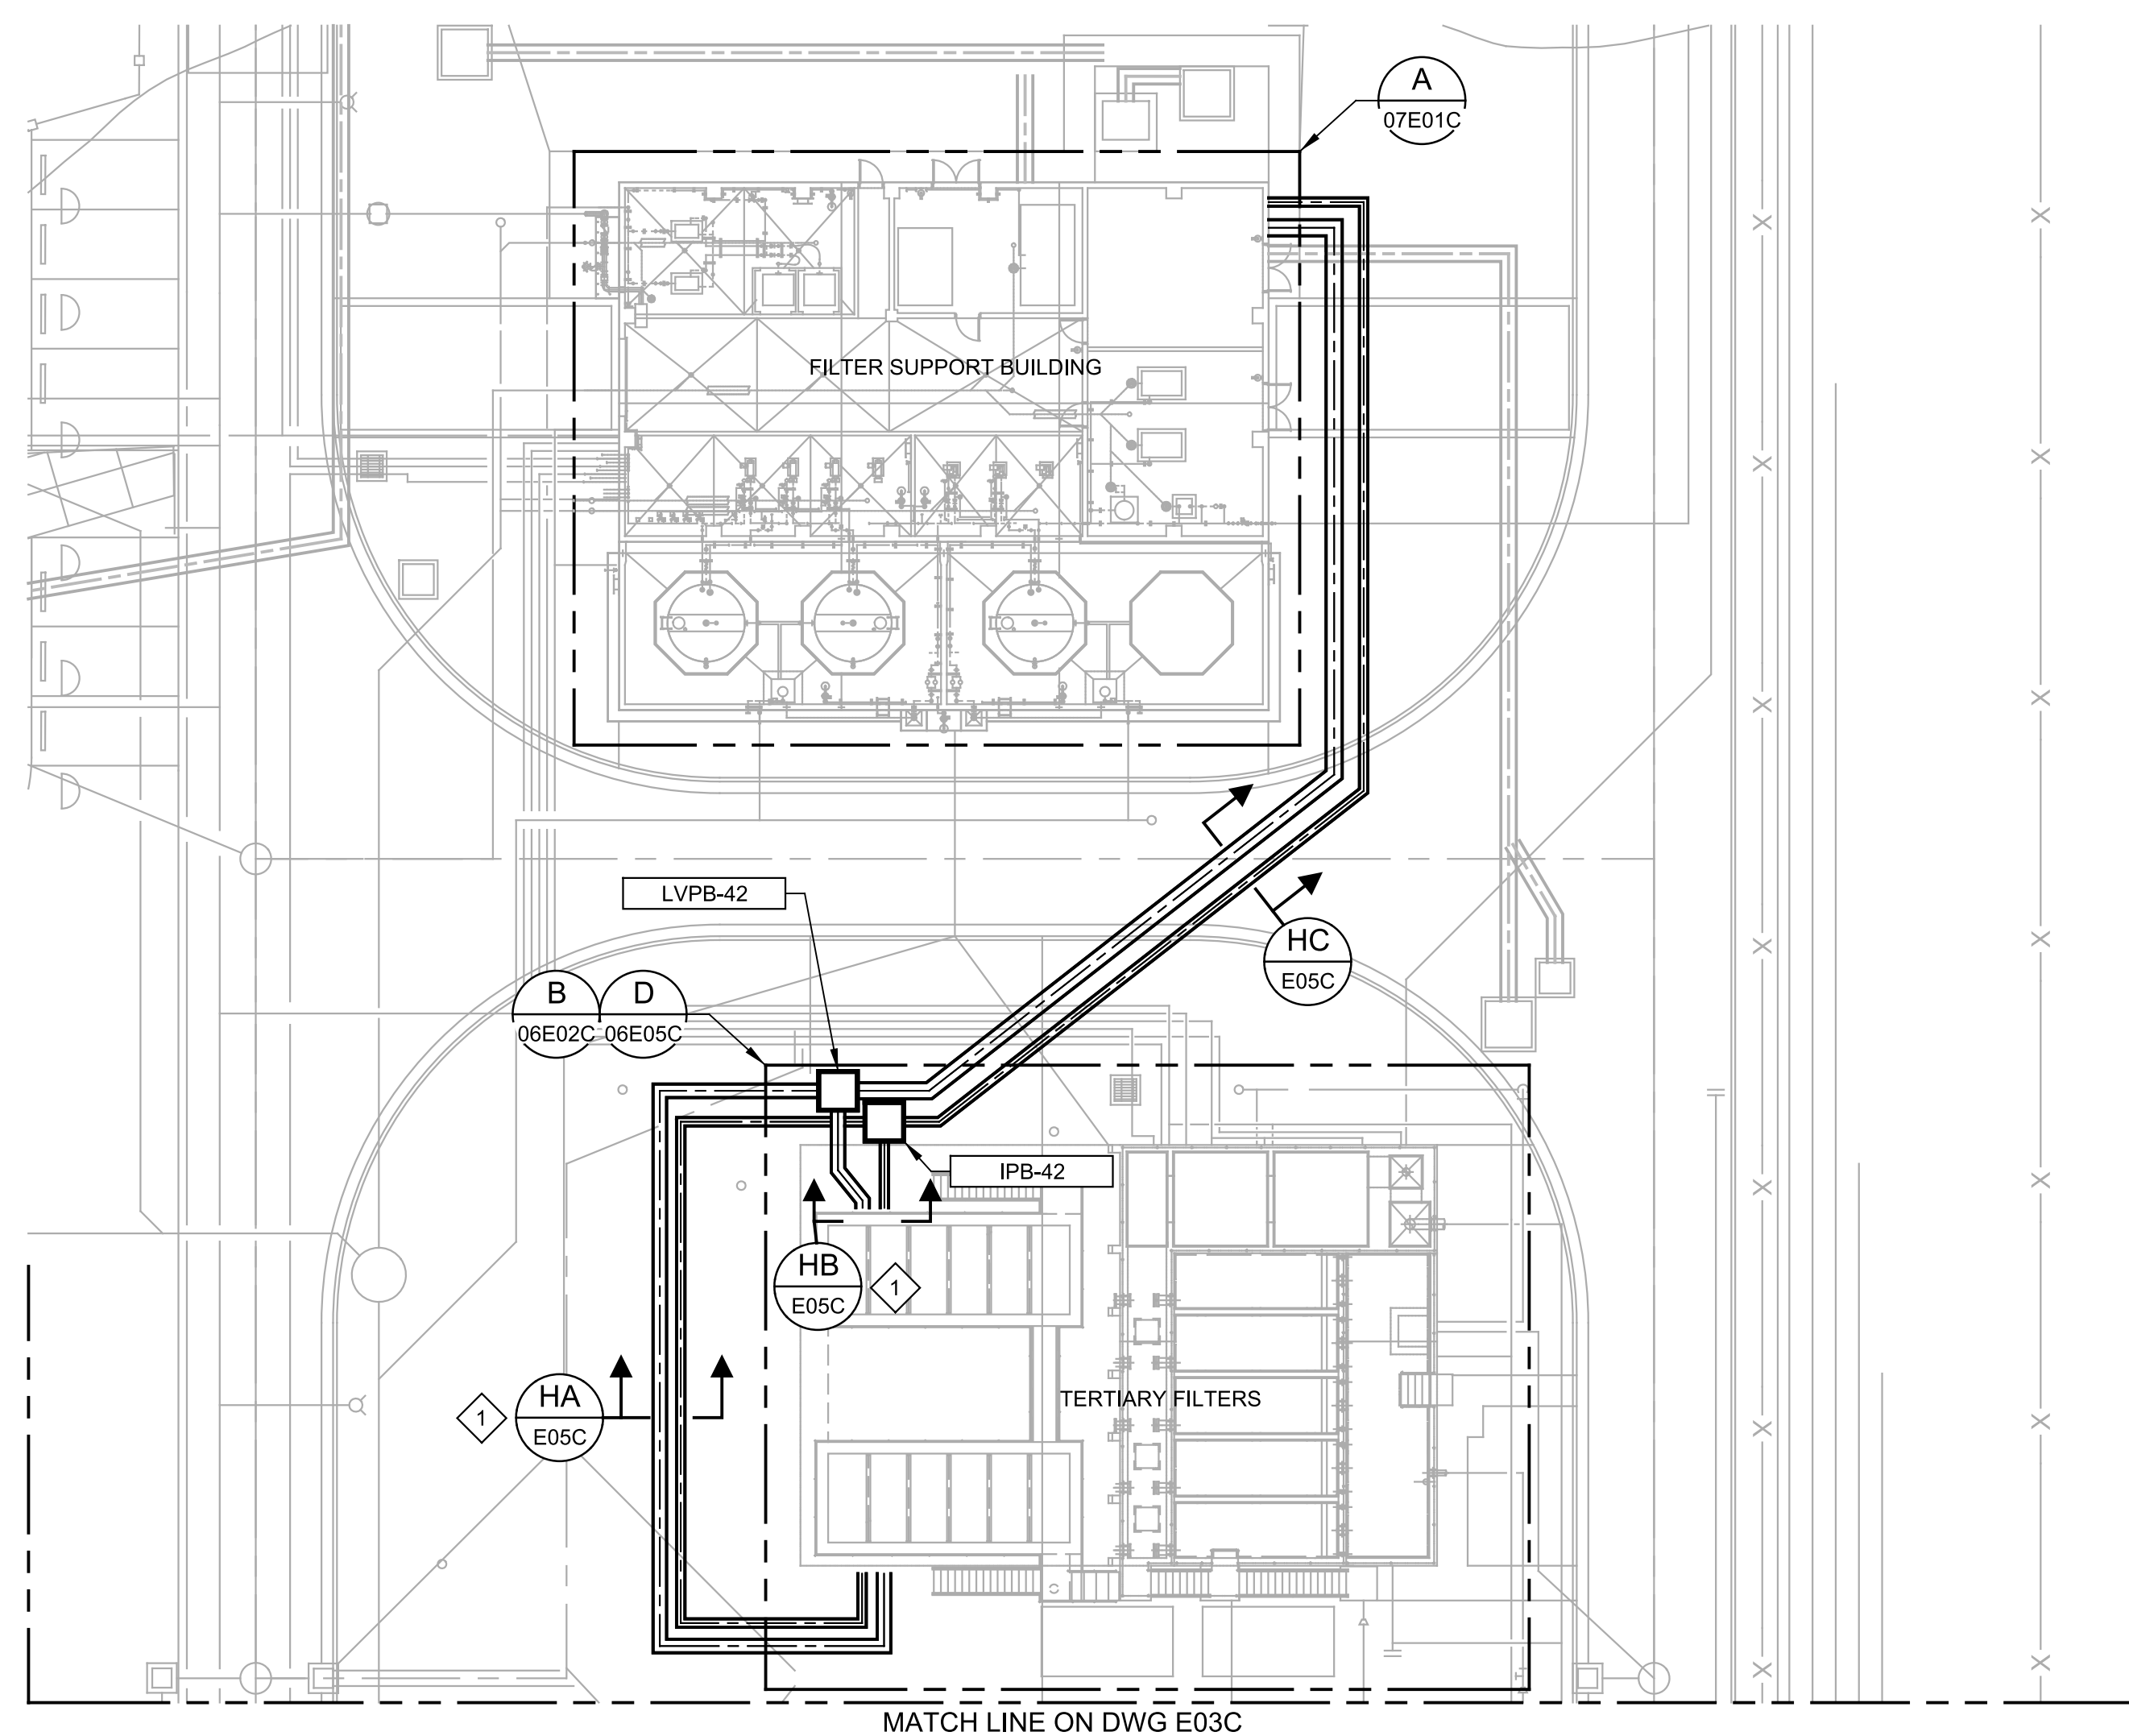 A
07E01C
FILTER SUPPORT BUILDING
LVPB-42
HC
E05C
B
06E02C
D
06E05C
IPB-42
HB
E05C
1
HA
E05C
1
TERTIARY FILTERS
X
X
X
X
X
X
X
X
X
X
X
X
X
X
MATCH LINE ON DWG E03C